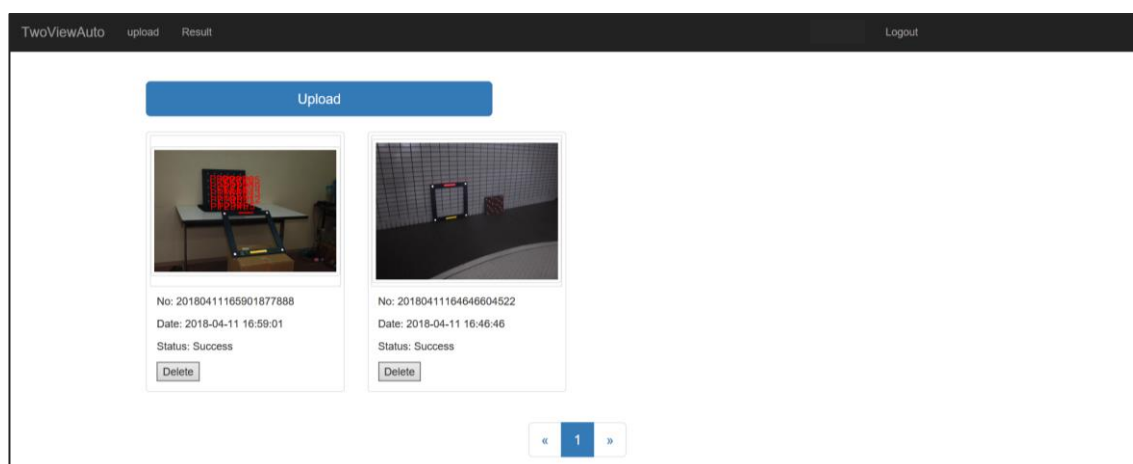 TwoViewAuto upload Result Logout
Upload
No: 20180411165901877888
Date: 2018-04-11 16:59:01
Status: Success
Delete
No: 20180411164646604522
Date: 2018-04-11 16:46:46
Status: Success
Delete
« 1 »